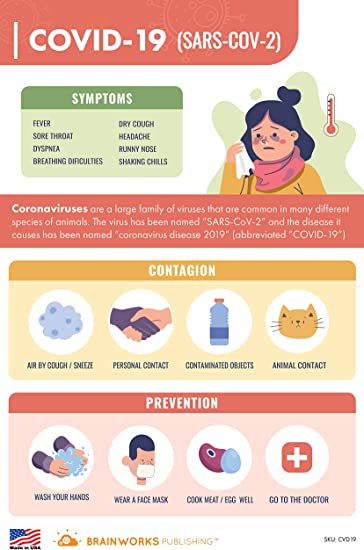 COVID-19 (SARS-COV-2)
SYMPTOMS
FEVER
SORE THROAT
DYSPNEA
BREATHING DIFICULTIES
DRY COUGH
HEADACHE
RUNNY NOSE
SHAKING CHILLS
Coronaviruses are a large family of viruses that are common in many different
species of animals. The virus has been named "SARS-CoV-2" and the disease it
causes has been named "coronavirus disease 2019" (abbreviated "COVID-19")
CONTAGION
AIR BY COUGH / SNEEZE
PERSONAL CONTACT
CONTAMINATED OBJECTS
ANIMAL CONTACT
PREVENTION
WASH YOUR HANDS
WEAR A FACE MASK
COOK MEAT / EGG WELL
GO TO THE DOCTOR
Made in USA
BRAINWORKS PUBLISHING™
SKU: CVD19